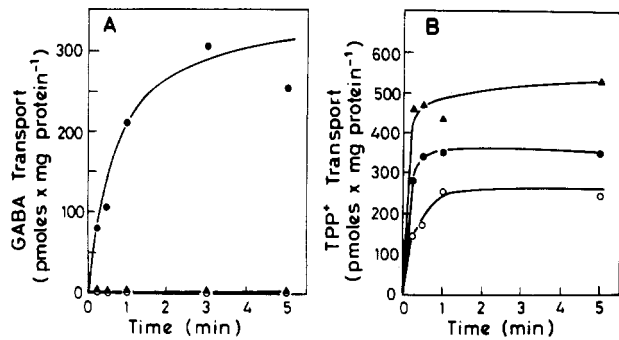 A
GABA Transport
(pmoles x mg protein⁻¹)
300
200
100
0
0 1 2 3 4 5
Time (min)
B
TPP⁺ Transport
(pmoles x mg protein⁻¹)
600
500
400
300
200
100
0
0 1 2 3 4 5
Time (min)